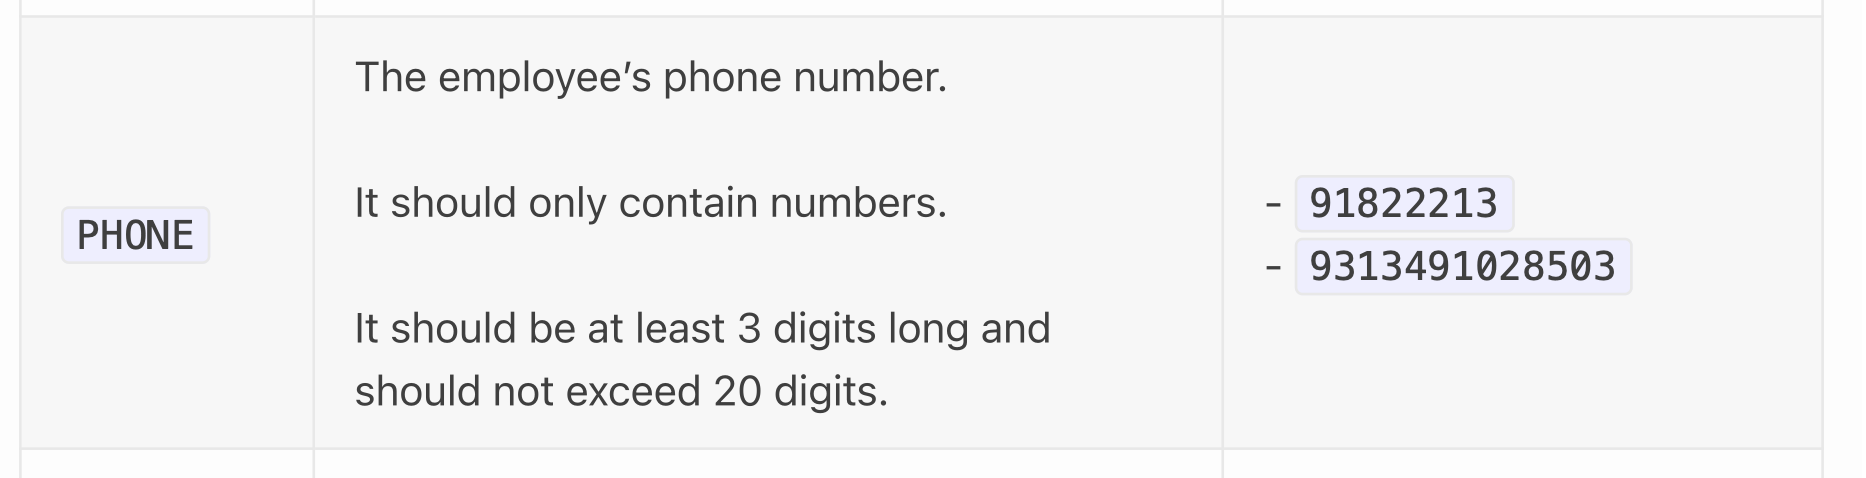 PHONE
The employee’s phone number.
It should only contain numbers.
It should be at least 3 digits long and
should not exceed 20 digits.
- 91822213
- 9313491028503